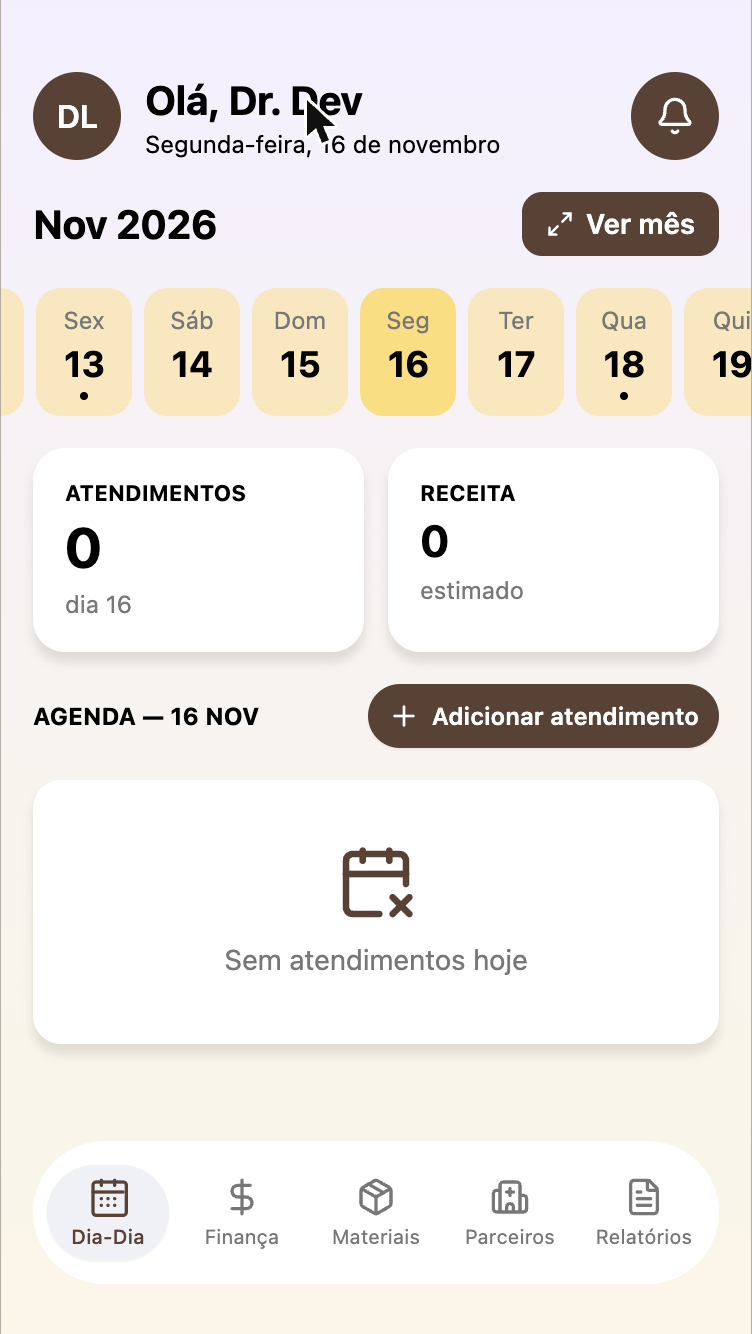 DL
Olá, Dr. Dev
Segunda-feira, 16 de novembro
Nov 2026
Ver mês
Sex
13
Sáb
14
Dom
15
Seg
16
Ter
17
Qua
18
Qui
19
ATENDIMENTOS
0
dia 16
RECEITA
0
estimado
AGENDA — 16 NOV
Adicionar atendimento
Sem atendimentos hoje
Dia-Dia
Finança
Materiais
Parceiros
Relatórios